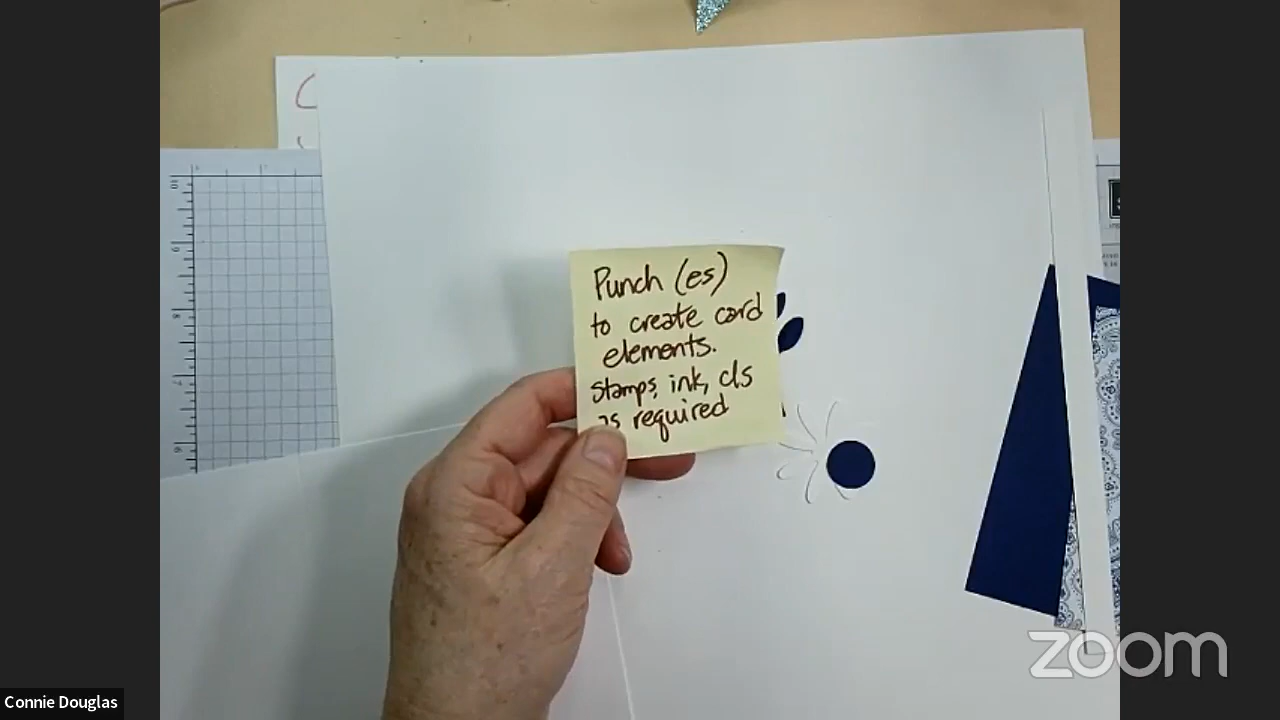 Punch (es)
to create card
elements.
stamps, ink, cls
as required
zoom
Connie Douglas